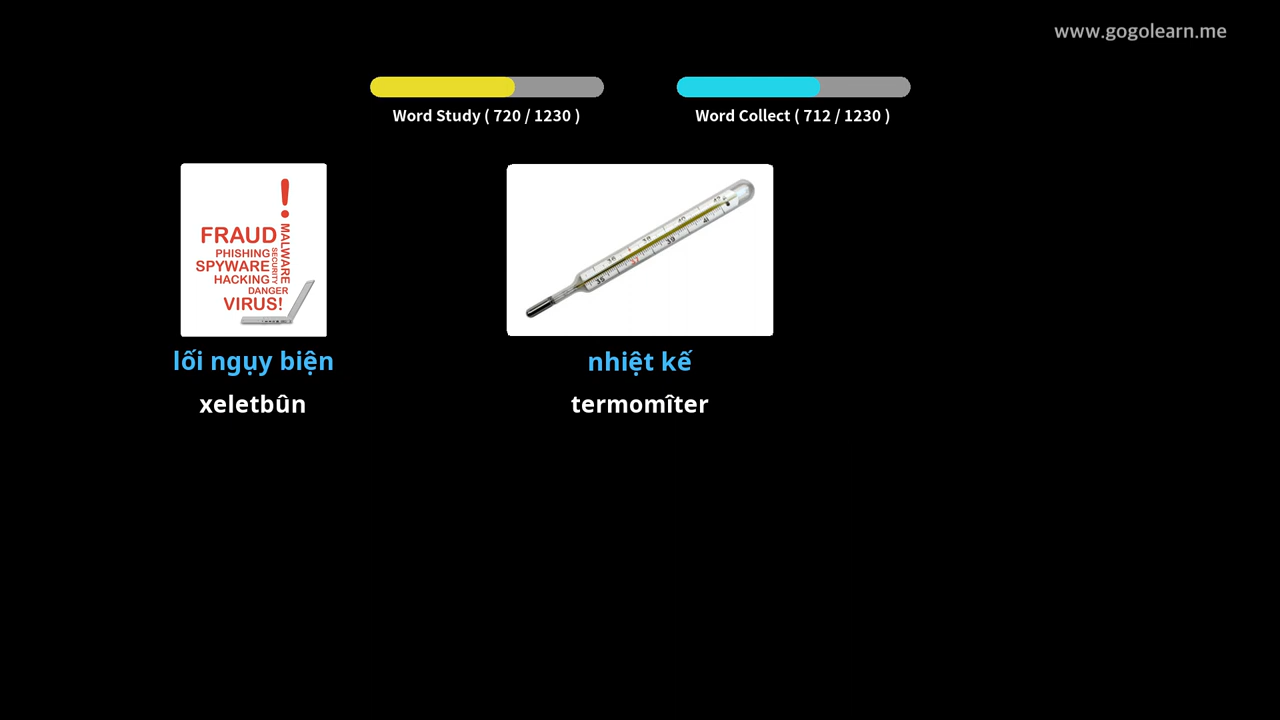 www.gogolearn.me
Word Study ( 720 / 1230 )
Word Collect ( 712 / 1230 )
!
FRAUD
MALWARE
PHISHING
SECURITY
SPYWARE
HACKING
DANGER
VIRUS!
lối ngụy biện
nhiệt kế
xeletbûn
termomîter